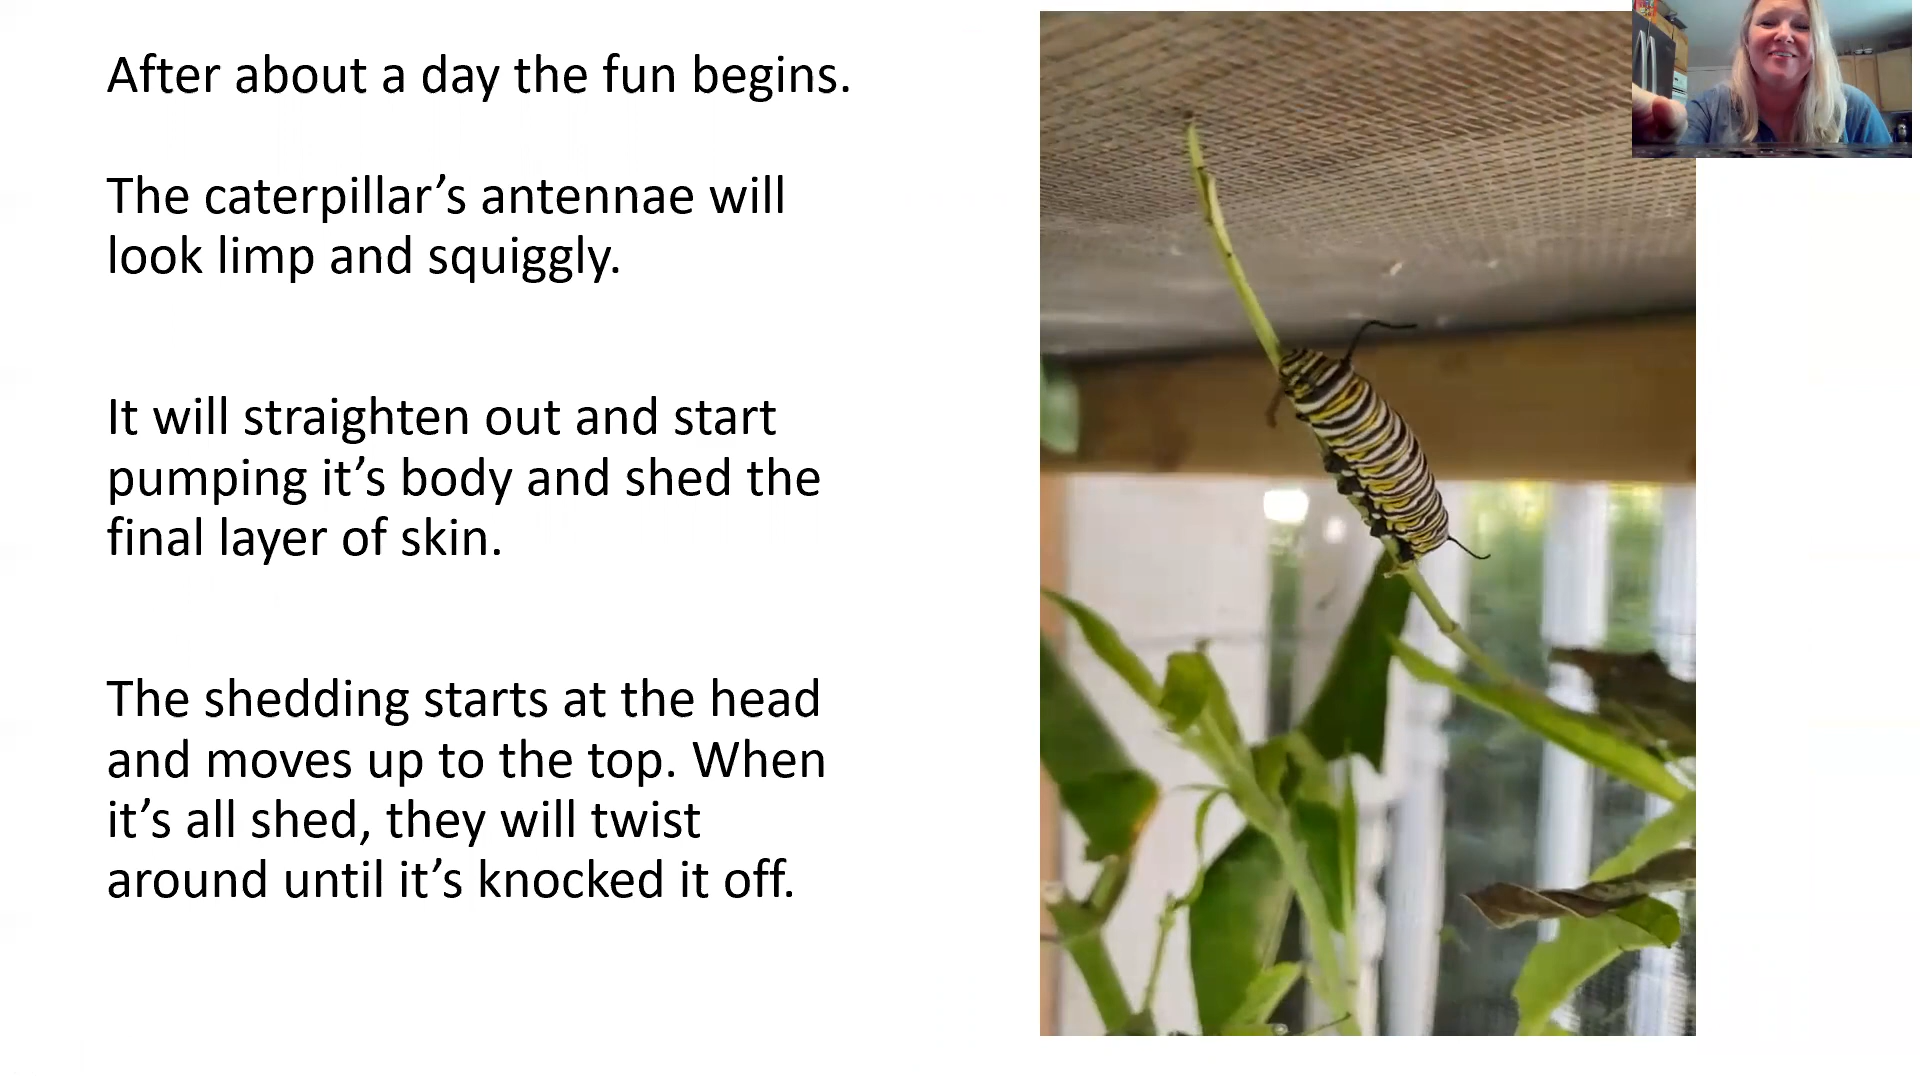 After about a day the fun begins.
The caterpillar’s antennae will
look limp and squiggly.
It will straighten out and start
pumping it’s body and shed the
final layer of skin.
The shedding starts at the head
and moves up to the top. When
it’s all shed, they will twist
around until it’s knocked it off.